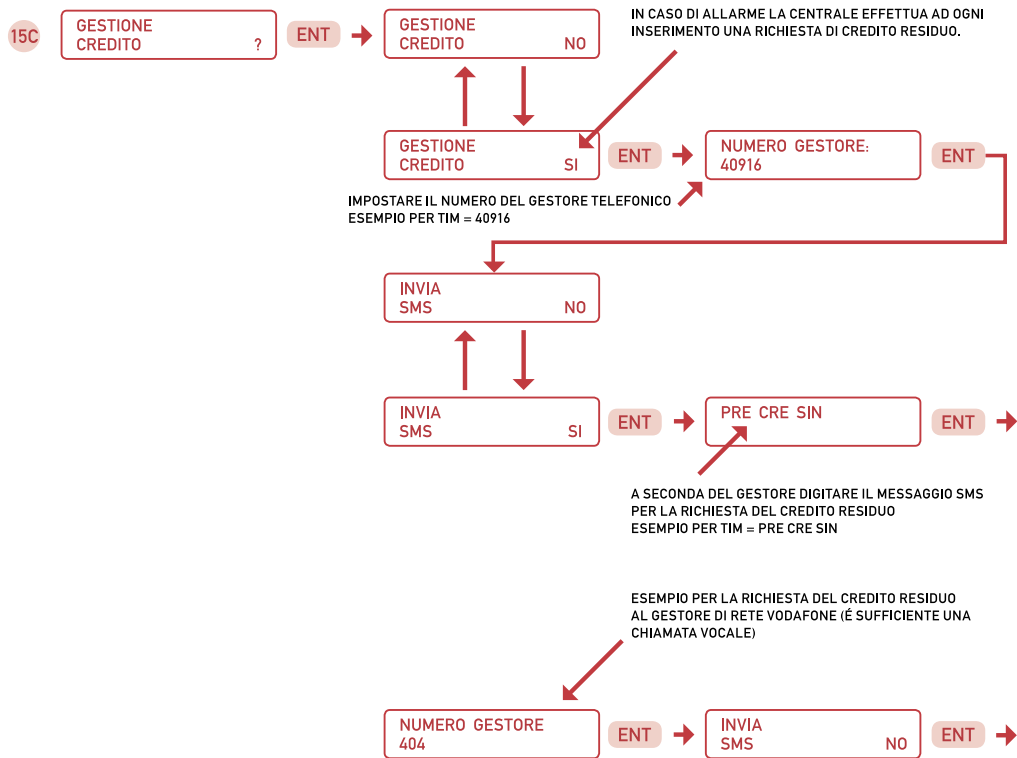 15C
GESTIONE
CREDITO ?
ENT
GESTIONE
CREDITO NO
IN CASO DI ALLARME LA CENTRALE EFFETTUA AD OGNI
INSERIMENTO UNA RICHIESTA DI CREDITO RESIDUO.
GESTIONE
CREDITO SI
ENT
NUMERO GESTORE:
40916
ENT
IMPOSTARE IL NUMERO DEL GESTORE TELEFONICO
ESEMPIO PER TIM = 40916
INVIA
SMS NO
INVIA
SMS SI
ENT
PRE CRE SIN
ENT
A SECONDA DEL GESTORE DIGITARE IL MESSAGGIO SMS
PER LA RICHIESTA DEL CREDITO RESIDUO
ESEMPIO PER TIM = PRE CRE SIN
ESEMPIO PER LA RICHIESTA DEL CREDITO RESIDUO
AL GESTORE DI RETE VODAFONE (É SUFFICIENTE UNA
CHIAMATA VOCALE)
NUMERO GESTORE
404
ENT
INVIA
SMS NO
ENT